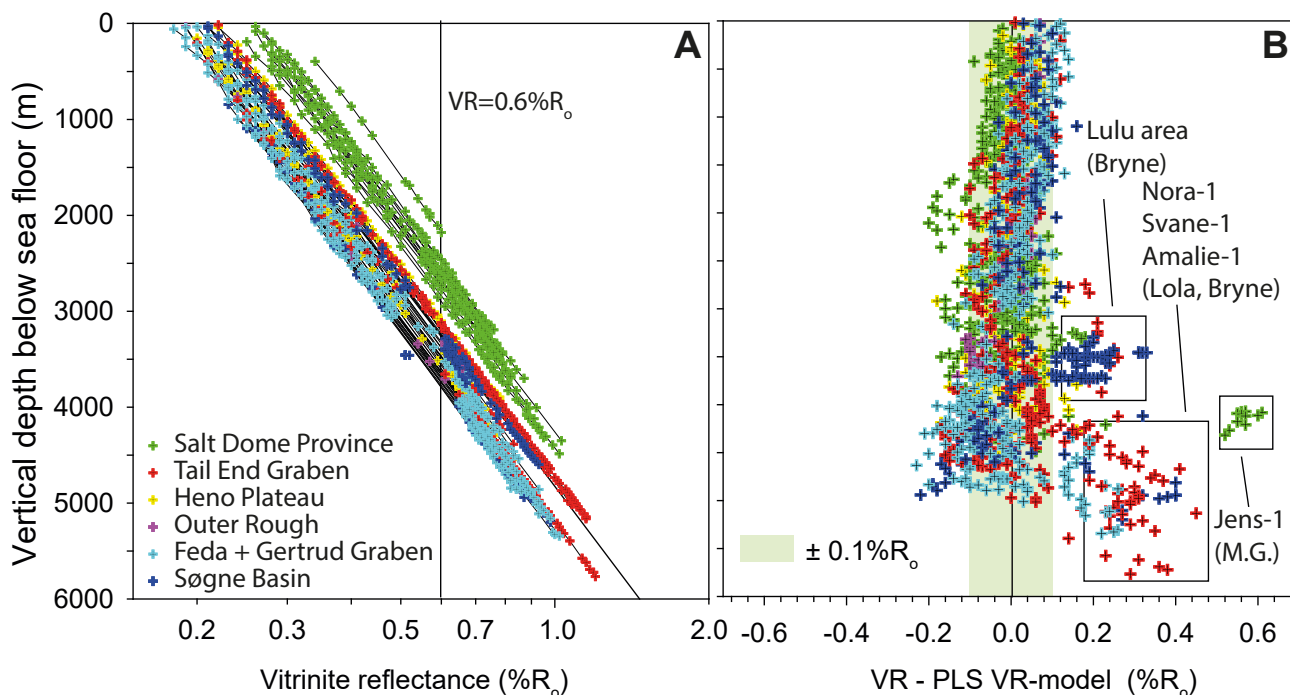 A
Vertical depth below sea floor (m)
0
1000
2000
3000
4000
5000
6000
VR=0.6%Ro
Salt Dome Province
Tail End Graben
Heno Plateau
Outer Rough
Feda + Gertrud Graben
Søgne Basin
0.2
0.3
0.5
0.7
1.0
2.0
Vitrinite reflectance (%Ro)
B
Lulu area
(Bryne)
Nora-1
Svane-1
Amalie-1
(Lola, Bryne)
Jens-1
(M.G.)
± 0.1%Ro
-0.6
-0.4
-0.2
0.0
0.2
0.4
0.6
VR - PLS VR-model (%Ro)